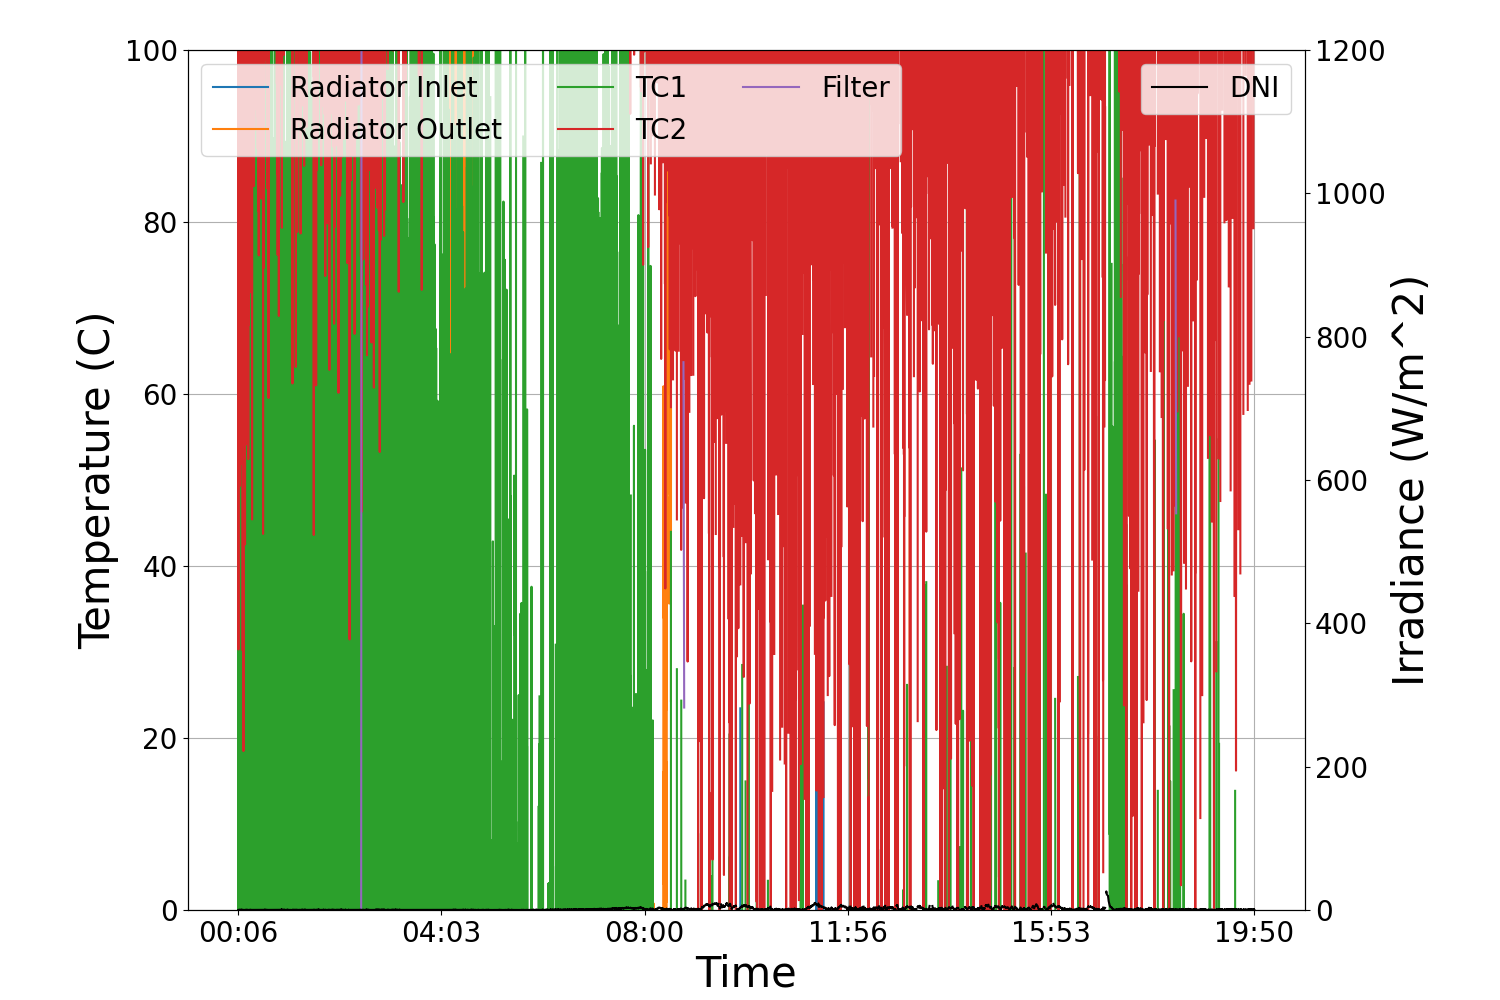 100
80
60
40
20
0
Temperature (C)
Radiator Inlet
Radiator Outlet
TC1
TC2
Filter
DNI
1200
1000
800
600
400
200
0
Irradiance (W/m^2)
00:06
04:03
08:00
11:56
15:53
19:50
Time